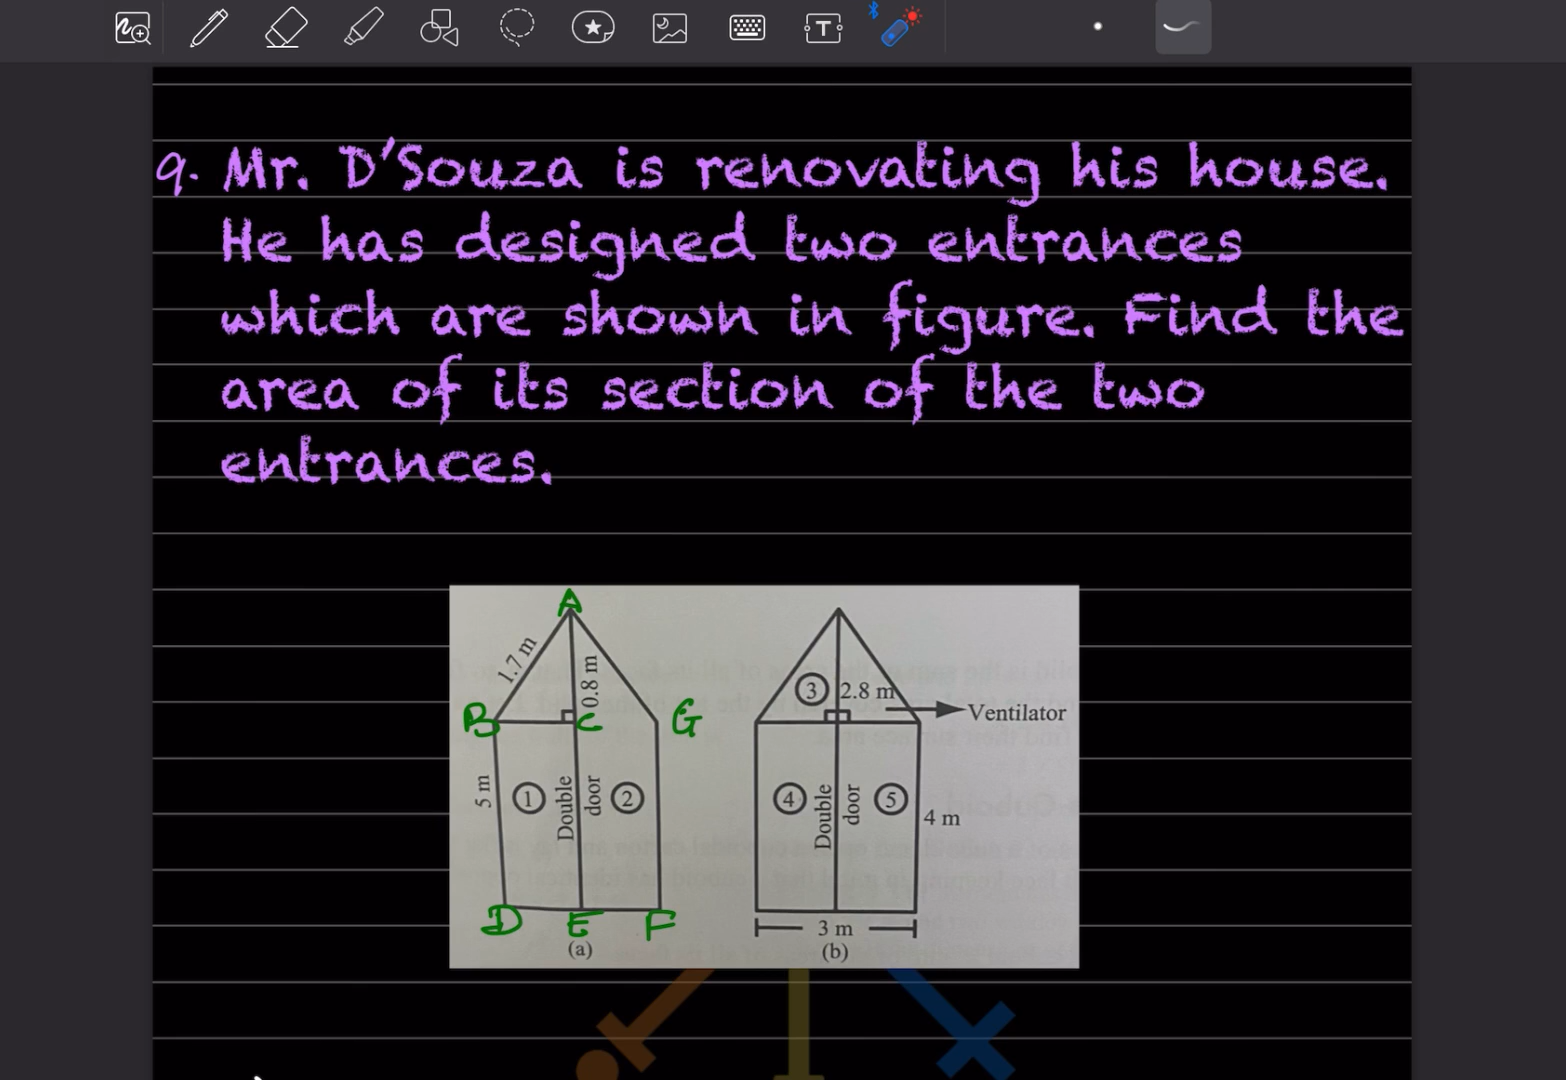 9. Mr. D'Souza is renovating his house.
He has designed two entrances
which are shown in figure. Find the
area of its section of the two
entrances.
A
1.7 m
0.8 m
B
C
G
5 m
1
Double
door
2
D
E
F
(a)
3
2.8 m
Ventilator
4
Double
door
5
4 m
3 m
(b)
T